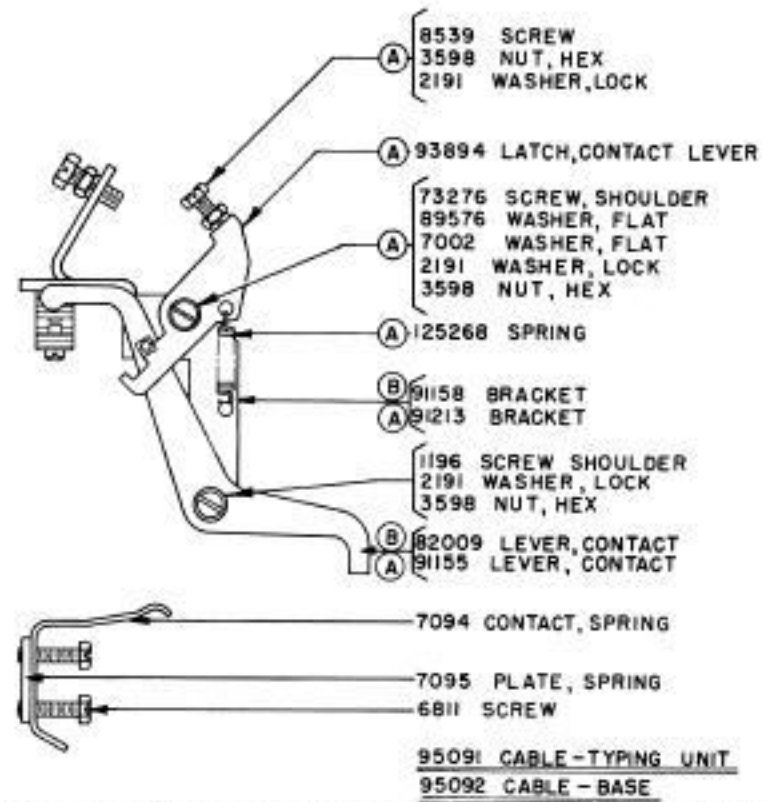 8539 SCREW
A 3598 NUT, HEX
2191 WASHER, LOCK
A 93894 LATCH, CONTACT LEVER
73276 SCREW, SHOULDER
89576 WASHER, FLAT
A 7002 WASHER, FLAT
2191 WASHER, LOCK
3598 NUT, HEX
A 125268 SPRING
B 91158 BRACKET
A 91213 BRACKET
1196 SCREW SHOULDER
2191 WASHER, LOCK
3598 NUT, HEX
B 82009 LEVER, CONTACT
A 91155 LEVER, CONTACT
7094 CONTACT, SPRING
7095 PLATE, SPRING
6811 SCREW
95091 CABLE-TYPING UNIT
95092 CABLE-BASE